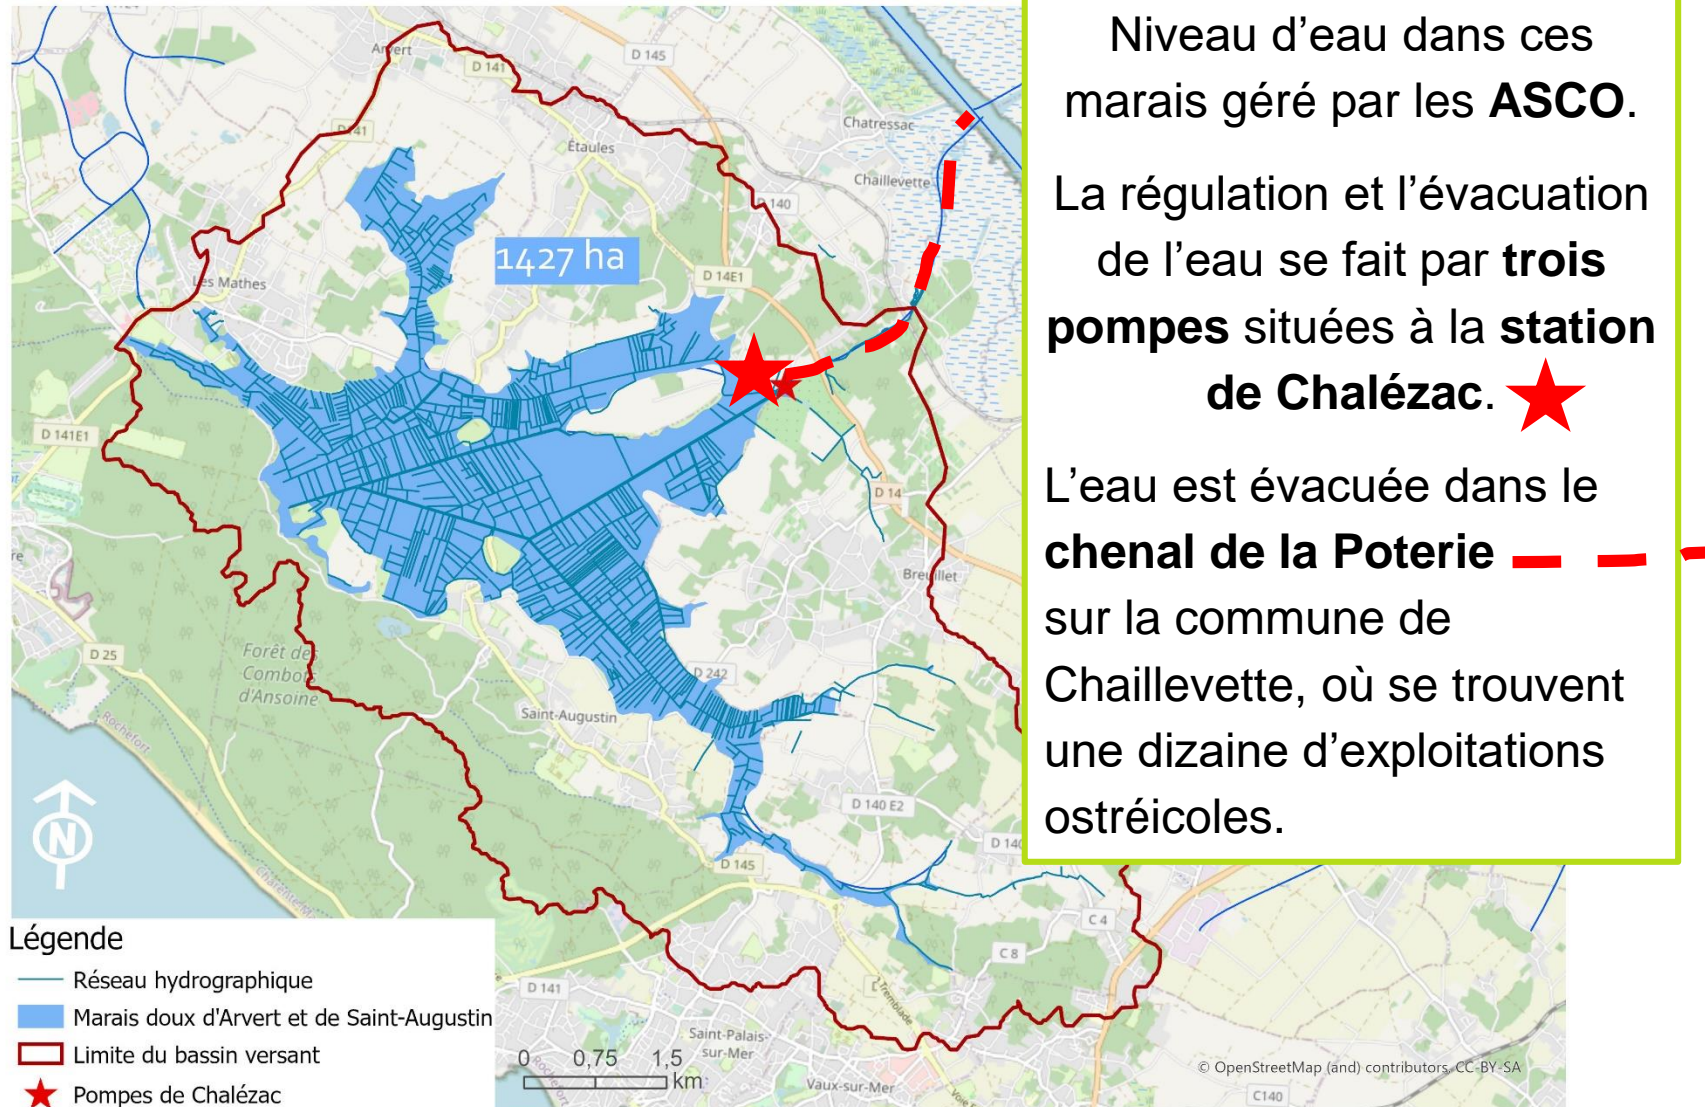 Niveau d'eau dans ces
marais géré par les ASCO.
La régulation et l'évacuation
de l'eau se fait par trois
pompes situées à la station
de Chalézac.
L'eau est évacuée dans le
chenal de la Poterie
sur la commune de
Chaillevette, où se trouvent
une dizaine d'exploitations
ostréicoles.
Arvert
D 141
D 145
D 141
Étaules
Chatressac
Chaillevette
D 140
1427 ha
D 14E1
Les Mathes
D 141E1
D 14
Breuillet
D 25
Forêt des
Combots
d'Ansoine
Rochefort
Saint-Augustin
D 242
D 140 E2
D 145
D 140
C 4
C 8
D 141
Tremblade
Saint-Palais-
sur-Mer
Vaux-sur-Mer
C140
Légende
Réseau hydrographique
Marais doux d'Arvert et de Saint-Augustin
Limite du bassin versant
Pompes de Chalézac
N
0 0,75 1,5
km
© OpenStreetMap (and) contributors, CC-BY-SA